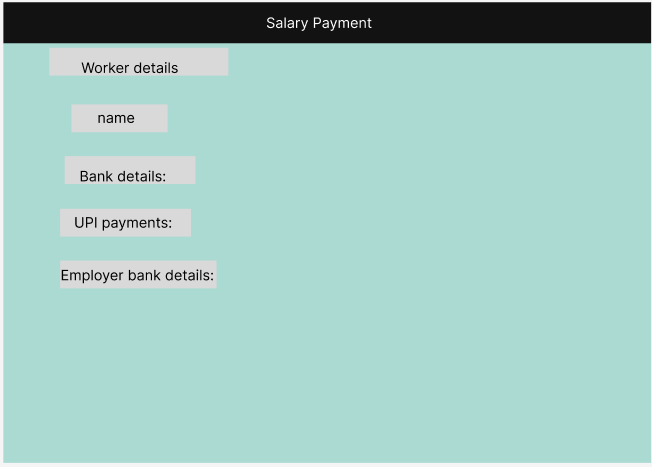 Salary Payment
Worker details
name
Bank details:
UPI payments:
Employer bank details: